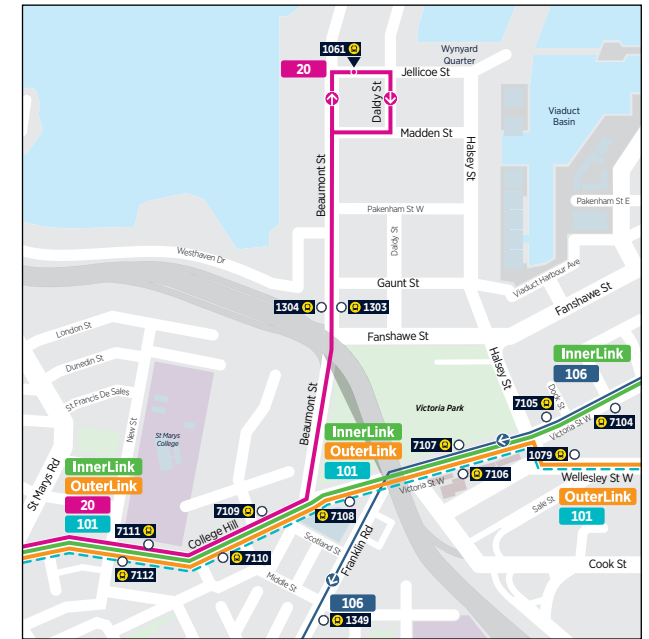 1061
Wynyard
Quarter
20
Jellicoe St
Daldy St
Viaduct
Basin
Madden St
Halsey St
Beaumont St
Pakenham St W
Pakenham St E
Daldy St
Westhaven Dr
Gaunt St
Viaduct Harbour Ave
Fanshawe St
1304
1303
London St
Fanshawe St
Dunedin St
Halsey St
InnerLink
106
St Francis De Sales
New St
Beaumont St
Victoria Park
Dock St
7105
7104
St Marys
College
InnerLink
OuterLink
101
7107
Victoria St W
1079
St Marys Rd
InnerLink
OuterLink
20
101
7106
Victoria St W
Wellesley St W
OuterLink
101
Sale St
7109
7108
7111
College Hill
Scotland St
7110
7112
Franklin Rd
Middle St
Cook St
106
1349